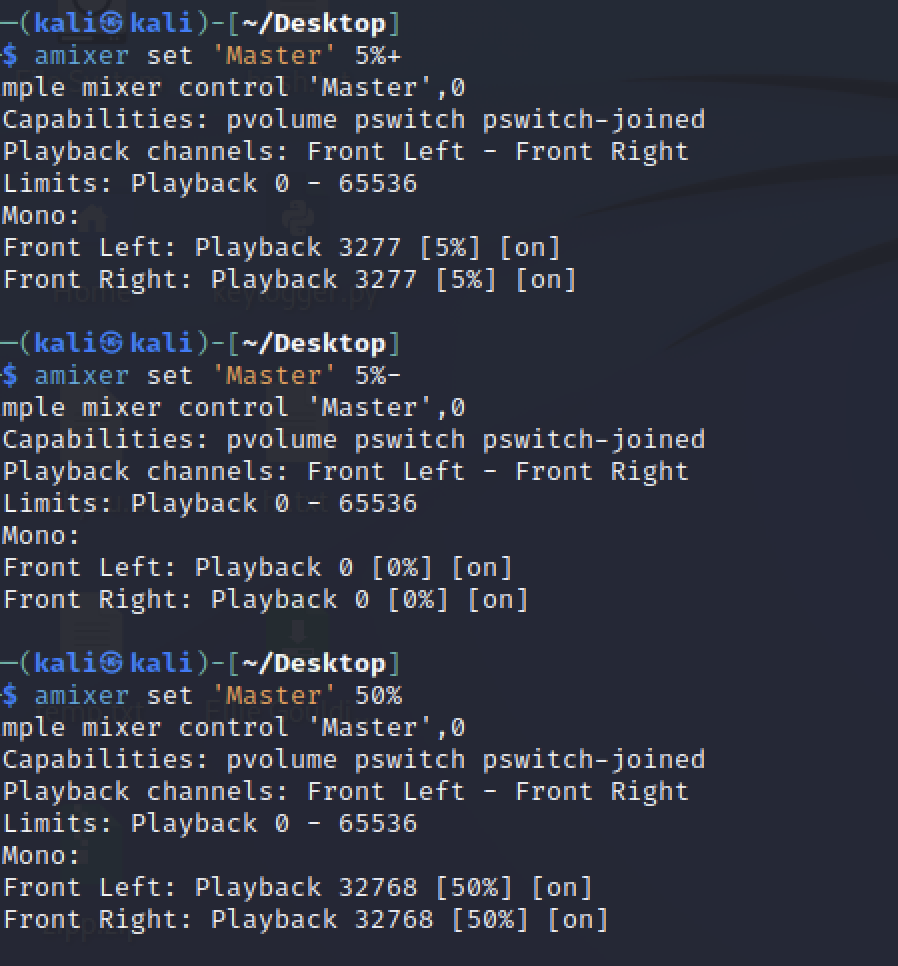 ─(kali㉿kali)-[~/Desktop]
$ amixer set 'Master' 5%+
mple mixer control 'Master',0
Capabilities: pvolume pswitch pswitch-joined
Playback channels: Front Left - Front Right
Limits: Playback 0 - 65536
Mono:
Front Left: Playback 3277 [5%] [on]
Front Right: Playback 3277 [5%] [on]
Home
keylogger.py
─(kali㉿kali)-[~/Desktop]
$ amixer set 'Master' 5%-
mple mixer control 'Master',0
Capabilities: pvolume pswitch pswitch-joined
Playback channels: Front Left - Front Right
Limits: Playback 0 - 65536
Mono:
Front Left: Playback 0 [0%] [on]
Front Right: Playback 0 [0%] [on]
─(kali㉿kali)-[~/Desktop]
$ amixer set 'Master' 50%
mple mixer control 'Master',0
Capabilities: pvolume pswitch pswitch-joined
Playback channels: Front Left - Front Right
Limits: Playback 0 - 65536
Mono:
Front Left: Playback 32768 [50%] [on]
Front Right: Playback 32768 [50%] [on]